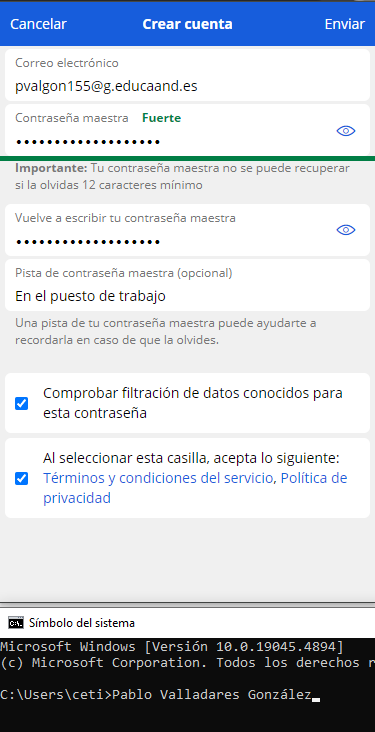 Cancelar Crear cuenta Enviar
Correo electrónico
pvalgon155@g.educaand.es
Contraseña maestra Fuerte
•••••••••••••••••••
Importante: Tu contraseña maestra no se puede recuperar
si la olvidas 12 caracteres mínimo
Vuelve a escribir tu contraseña maestra
•••••••••••••••••••
Pista de contraseña maestra (opcional)
En el puesto de trabajo
Una pista de tu contraseña maestra puede ayudarte a
recordarla en caso de que la olvides.
Comprobar filtración de datos conocidos para
esta contraseña
Al seleccionar esta casilla, acepta lo siguiente:
Términos y condiciones del servicio, Política de
privacidad
Símbolo del sistema
Microsoft Windows [Versión 10.0.19045.4894]
(c) Microsoft Corporation. Todos los derechos r
C:\Users\ceti>Pablo Valladares González_